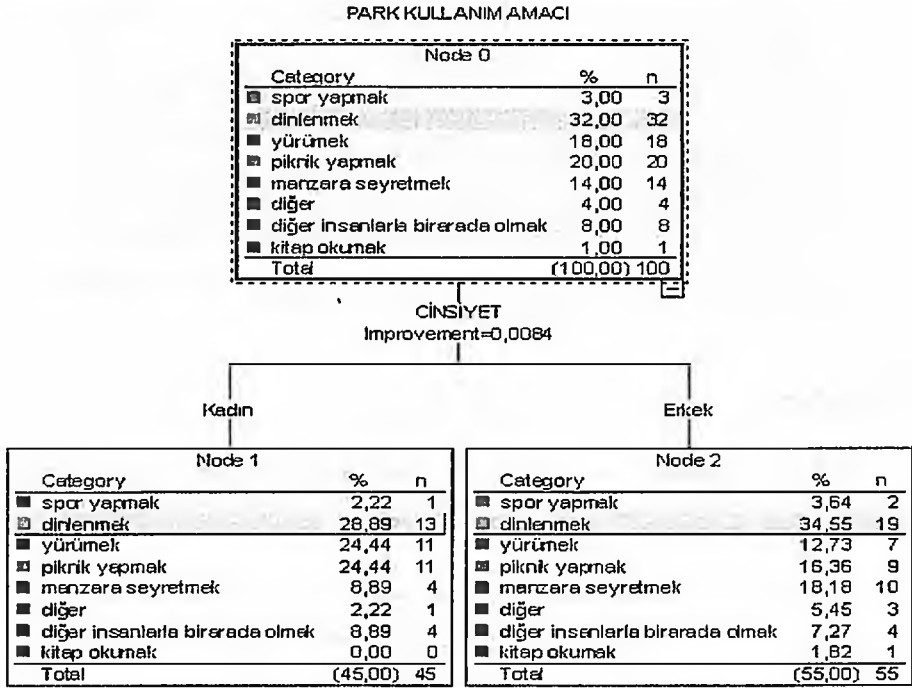 PARK KULLANIM AMACI
Node 0
Category % n
spor yapmak 3,00 3
dinlenmek 32,00 32
yürümek 18,00 18
piknik yapmak 20,00 20
manzara seyretmek 14,00 14
diğer 4,00 4
diğer insanlarla birarada olmak 8,00 8
kitap okumak 1,00 1
Total (100,00) 100
CİNSİYET
Improvement=0,0084
Kadın
Erkek
Node 1
Category % n
spor yapmak 2,22 1
dinlenmek 28,89 13
yürümek 24,44 11
piknik yapmak 24,44 11
manzara seyretmek 8,89 4
diğer 2,22 1
diğer insanlarla birarada olmak 8,89 4
kitap okumak 0,00 0
Total (45,00) 45
Node 2
Category % n
spor yapmak 3,64 2
dinlenmek 34,55 19
yürümek 12,73 7
piknik yapmak 16,36 9
manzara seyretmek 18,18 10
diğer 5,45 3
diğer insanlarla birarada olmak 7,27 4
kitap okumak 1,82 1
Total (55,00) 55